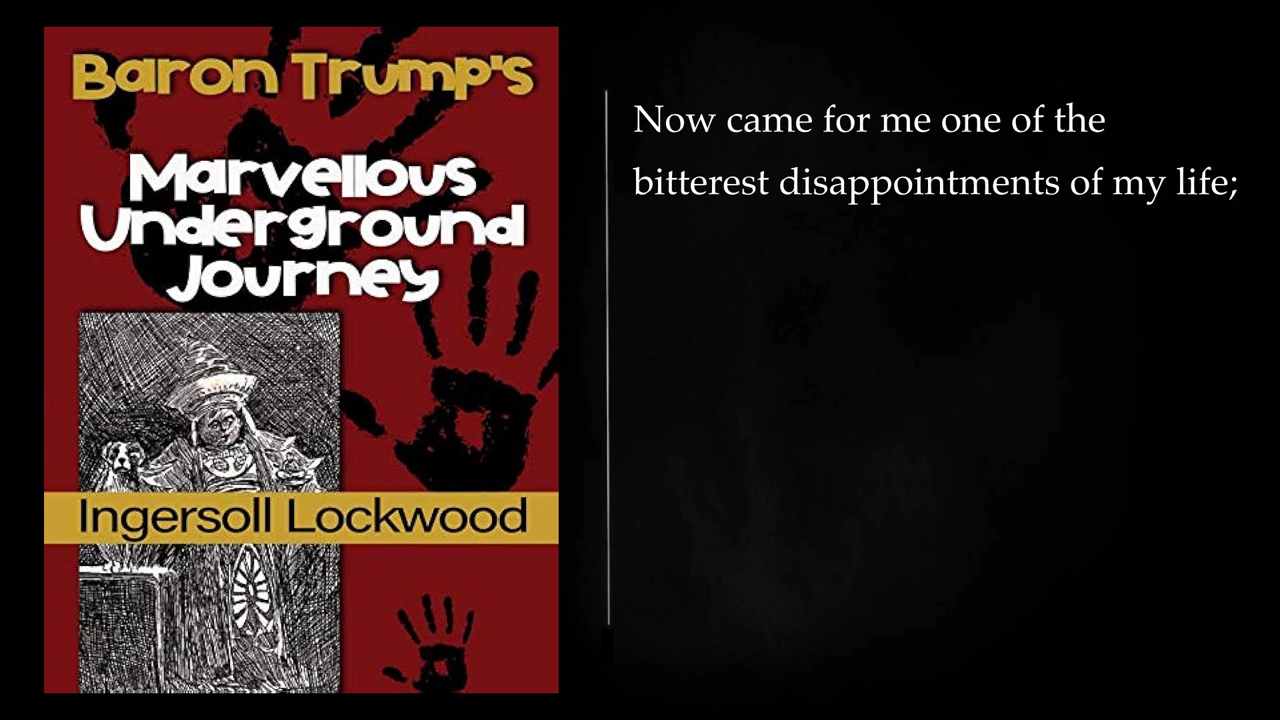 Baron Trump's
Marvellous
Underground
Journey
Ingersoll Lockwood
Now came for me one of the
bitterest disappointments of my life;